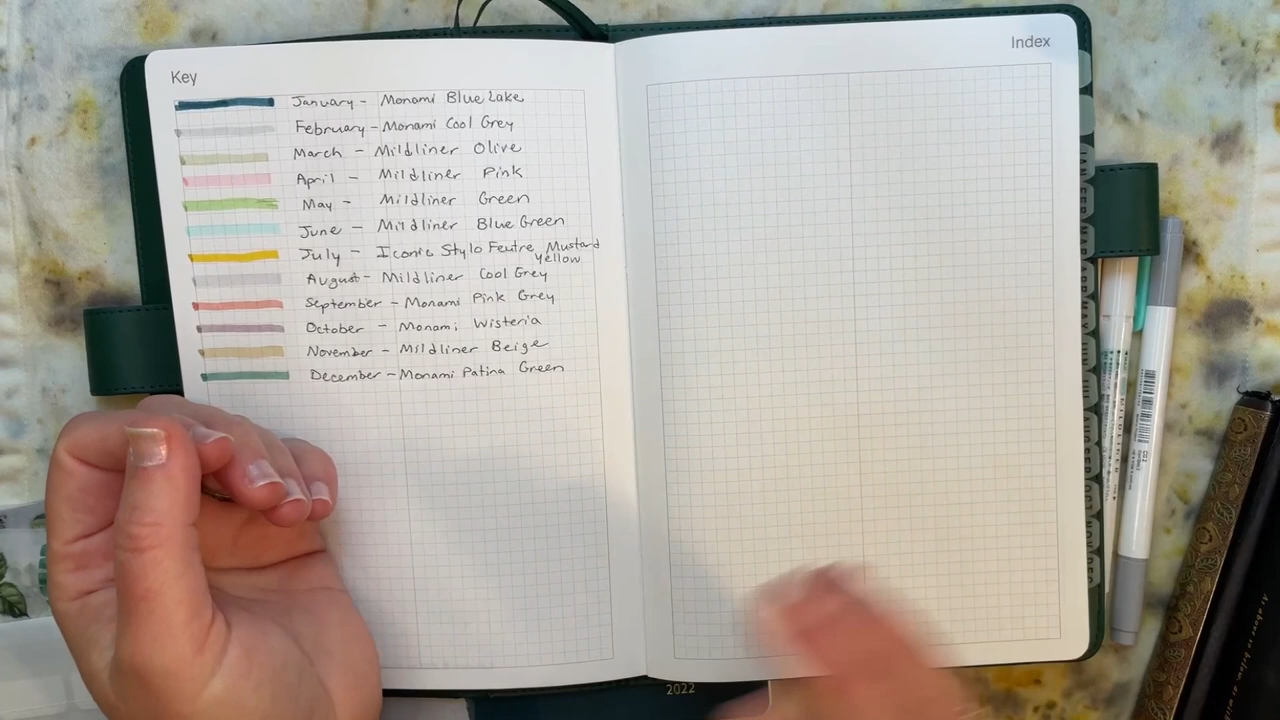 Key
January - Monami Blue Lake
February - Monami Cool Grey
March - Mildliner Olive
April - Mildliner Pink
May - Mildliner Green
June - Mildliner Blue Green
July - Iconic Stylo Feutre Mustard
Yellow
August - Mildliner Cool Grey
September - Monami Pink Grey
October - Monami Wisteria
November - Mildliner Beige
December - Monami Patina Green
Index
2022